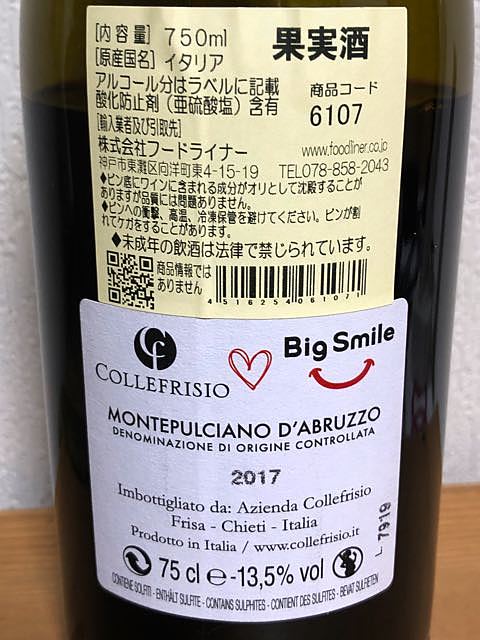 [内 容 量] 750ml
果実酒
[原産国名] イタリア
アルコール分はラベルに記載
商品コード
酸化防止剤（亜硫酸塩）含有
6107
[輸入業者及び引取先]
株式会社フードライナー
www.foodliner.co.jp
神戸市東灘区向洋町東4-15-19 TEL078-858-2043
◆ビン底にワインに含まれる成分がオリとして沈殿することが
ありますが品質には問題ありません。
◆ビンへの衝撃、高温、冷凍保管を避けてください。ビンが割
れてケガをすることがあります。
◆未成年の飲酒は法律で禁じられています。
商品情報では
ありません
4516254061071
Cf
COLLEFRISIO
Big Smile
MONTEPULCIANO D'ABRUZZO
DENOMINAZIONE DI ORIGINE CONTROLLATA
2017
Imbottigliato da: Azienda Collefrisio
Frisa - Chieti - Italia
Prodotto in Italia / www.collefrisio.it
L 7919
75 cl e -13,5% vol
CONTIENE SOLFITI - ENTHÄLT SULFITE - CONTAINS SULPHITES - CONTIENT DES SULFITES - BEVAT SULFIETEN